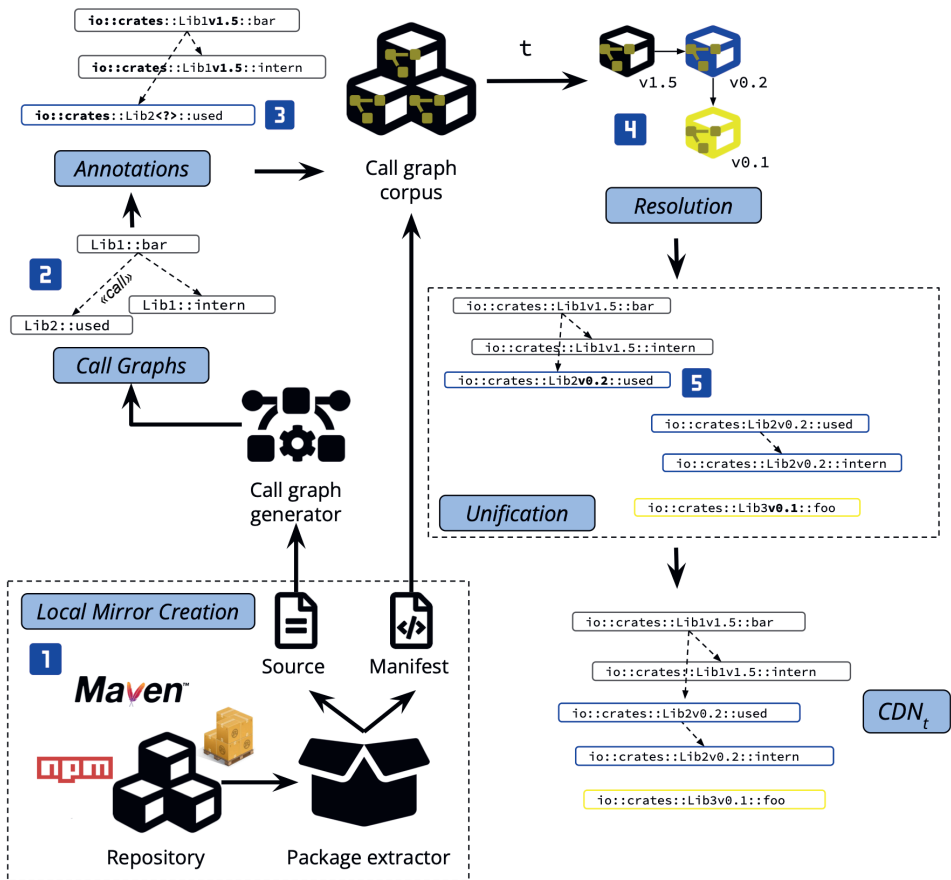 io::crates::Lib1v1.5::bar
io::crates::Lib1v1.5::intern
io::crates::Lib2<?>::used
3
Annotations
2
Lib1::bar
«call»
Lib1::intern
Lib2::used
Call Graphs
Call graph
generator
Local Mirror Creation
1
Source
Manifest
Maven™
npm
Repository
Package extractor
Call graph
corpus
t
v1.5
v0.2
4
v0.1
Resolution
io::crates::Lib1v1.5::bar
io::crates::Lib1v1.5::intern
io::crates::Lib2v0.2::used
5
io::crates:Lib2v0.2::used
io::crates::Lib2v0.2::intern
Unification
io::crates::Lib3v0.1::foo
io::crates::Lib1v1.5::bar
io::crates::Lib1v1.5::intern
io::crates::Lib2v0.2::used
CDNt
io::crates::Lib2v0.2::intern
io::crates::Lib3v0.1::foo